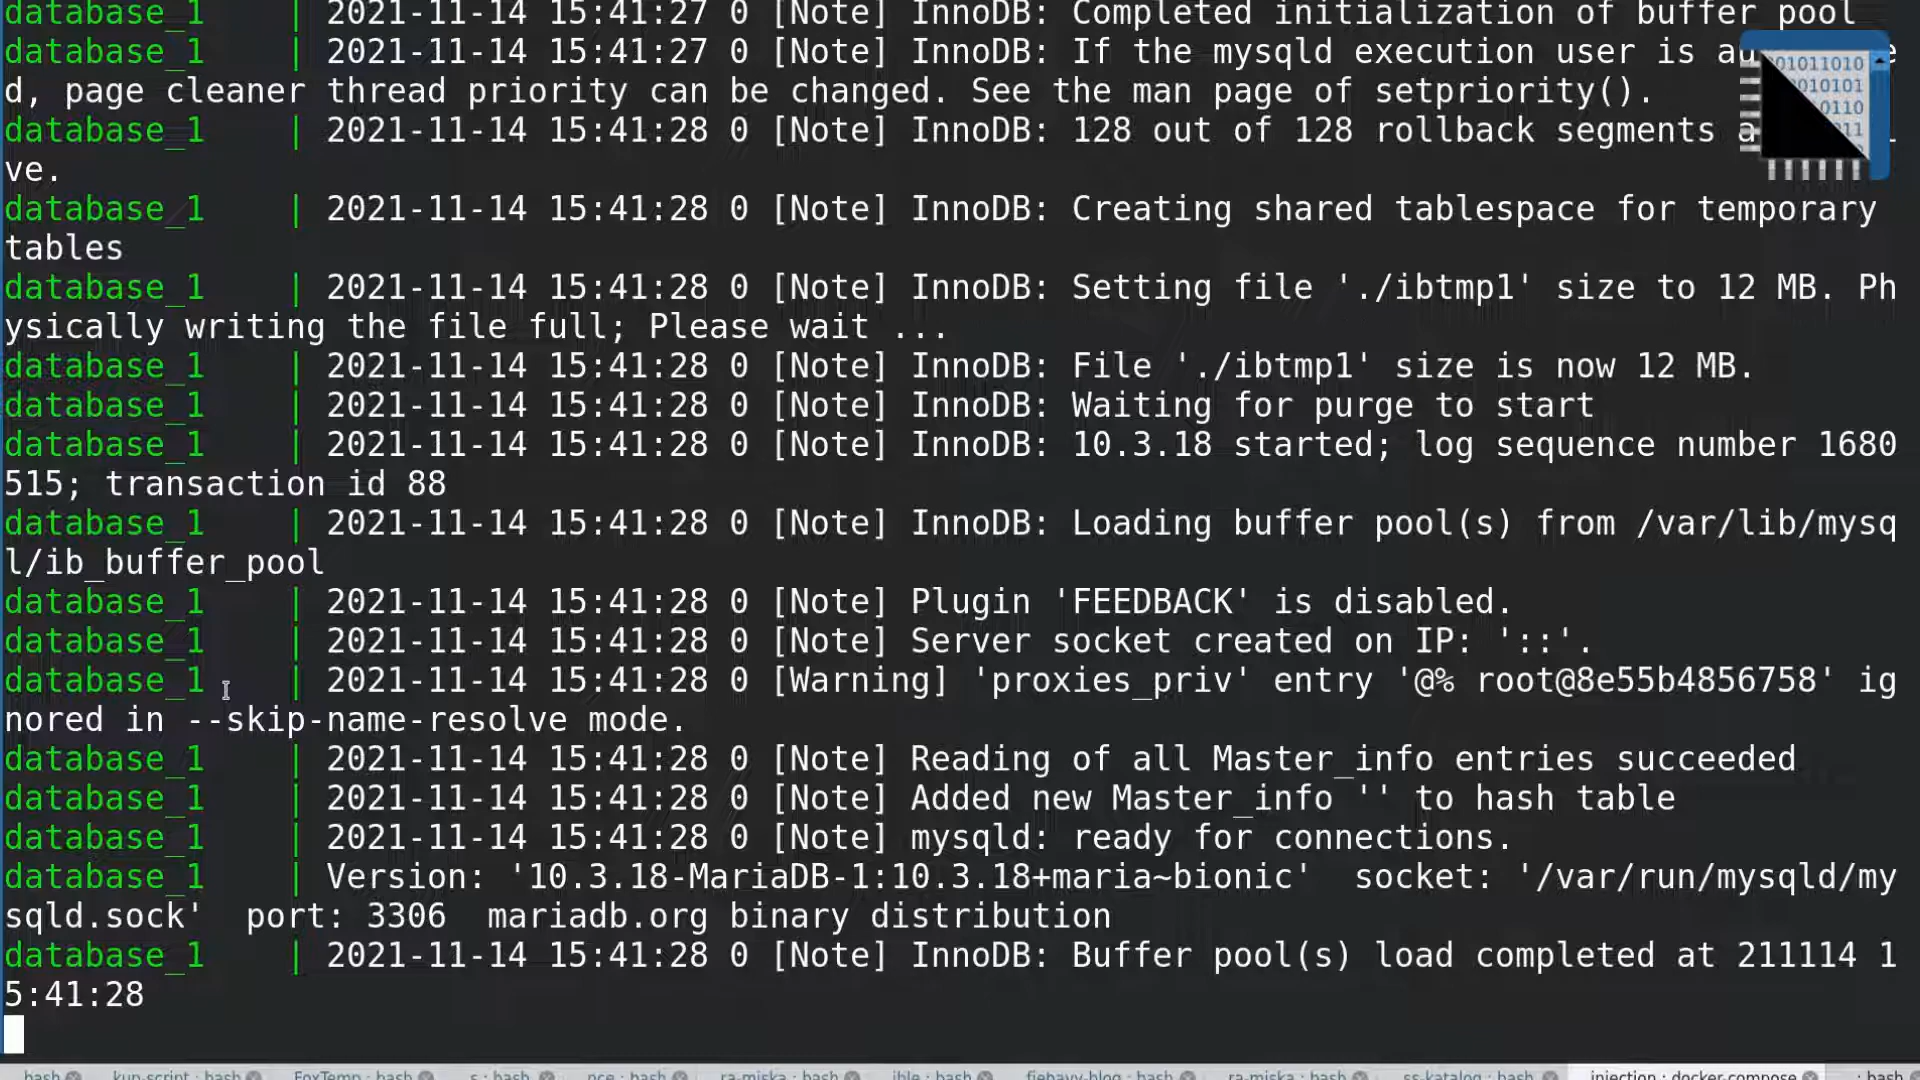 database_1     | 2021-11-14 15:41:27 0 [Note] InnoDB: Completed initialization of buffer pool
database_1     | 2021-11-14 15:41:27 0 [Note] InnoDB: If the mysqld execution user is
d, page cleaner thread priority can be changed. See the man page of setpriority().
database_1     | 2021-11-14 15:41:28 0 [Note] InnoDB: 128 out of 128 rollback segments
ve.
database_1     | 2021-11-14 15:41:28 0 [Note] InnoDB: Creating shared tablespace for temporary
tables
database_1     | 2021-11-14 15:41:28 0 [Note] InnoDB: Setting file './ibtmp1' size to 12 MB. Ph
ysically writing the file full; Please wait ...
database_1     | 2021-11-14 15:41:28 0 [Note] InnoDB: File './ibtmp1' size is now 12 MB.
database_1     | 2021-11-14 15:41:28 0 [Note] InnoDB: Waiting for purge to start
database_1     | 2021-11-14 15:41:28 0 [Note] InnoDB: 10.3.18 started; log sequence number 1680
515; transaction id 88
database_1     | 2021-11-14 15:41:28 0 [Note] InnoDB: Loading buffer pool(s) from /var/lib/mysq
l/ib_buffer_pool
database_1     | 2021-11-14 15:41:28 0 [Note] Plugin 'FEEDBACK' is disabled.
database_1     | 2021-11-14 15:41:28 0 [Note] Server socket created on IP: '::'.
database_1     | 2021-11-14 15:41:28 0 [Warning] 'proxies_priv' entry '@% root@8e55b4856758' ig
nored in --skip-name-resolve mode.
database_1     | 2021-11-14 15:41:28 0 [Note] Reading of all Master_info entries succeeded
database_1     | 2021-11-14 15:41:28 0 [Note] Added new Master_info '' to hash table
database_1     | 2021-11-14 15:41:28 0 [Note] mysqld: ready for connections.
database_1     | Version: '10.3.18-MariaDB-1:10.3.18+maria~bionic'  socket: '/var/run/mysqld/my
sqld.sock'  port: 3306  mariadb.org binary distribution
database_1     | 2021-11-14 15:41:28 0 [Note] InnoDB: Buffer pool(s) load completed at 211114 1
5:41:28
bash kup-script : bash FoxTemp : bash s : bash nce : bash ra-miska : bash ible : bash fiebayy-blog : bash ra-miska : bash ss-katalog : bash injection : docker-compose : bash